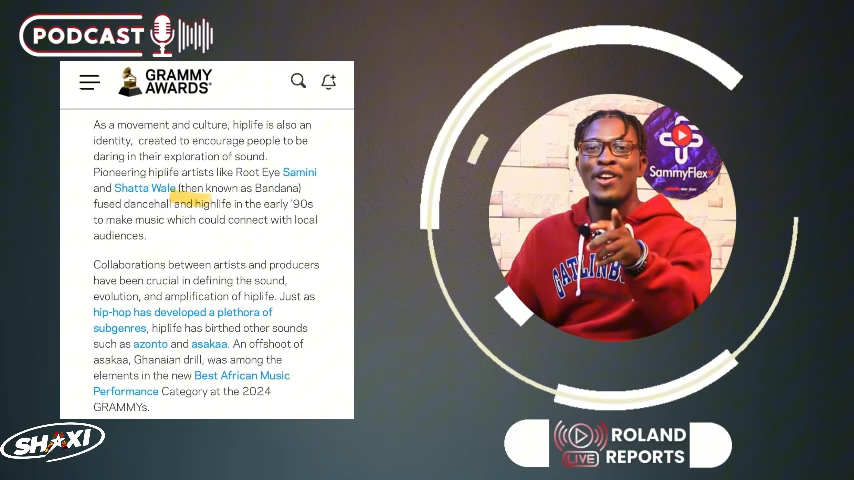 PODCAST
GRAMMY
AWARDS
As a movement and culture, hiplife is also an
identity, created to encourage people to be
daring in their exploration of sound.
Pioneering hiplife artists like Root Eye Samini
and Shatta Wale (then known as Bandana)
fused dancehall and highlife in the early '90s
to make music which could connect with local
audiences.
Collaborations between artists and producers
have been crucial in defining the sound,
evolution, and amplification of hiplife. Just as
hip-hop has developed a plethora of
subgenres, hiplife has birthed other sounds
such as azonto and asakaa. An offshoot of
asakaa, Ghanaian drill, was among the
elements in the new Best African Music
Performance Category at the 2024
GRAMMYs.
SammyFlex
GATLINBU
SHAXI
LIVE
ROLAND
REPORTS